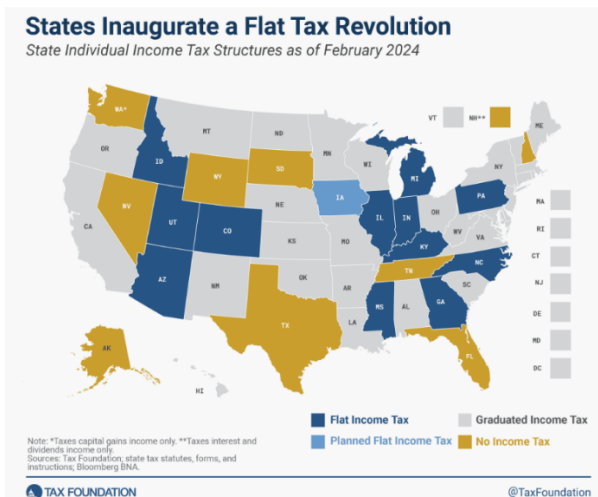 States Inaugurate a Flat Tax Revolution
State Individual Income Tax Structures as of February 2024
WA*
MT
ND
VT
NH**
ME
OR
ID
MN
WI
NY
SD
WY
MI
MA
IA
PA
NE
NV
RI
IL
IN
OH
UT
CO
CA
WV
VA
CT
KS
MO
KY
NC
NJ
TN
AZ
NM
OK
AR
SC
DE
MS
AL
GA
MD
TX
LA
AK
FL
DC
HI
Flat Income Tax
Graduated Income Tax
Planned Flat Income Tax
No Income Tax
Note: *Taxes capital gains income only. **Taxes interest and
dividends income only.
Sources: Tax Foundation; state tax statutes, forms, and
instructions; Bloomberg BNA.
TAX FOUNDATION
@TaxFoundation